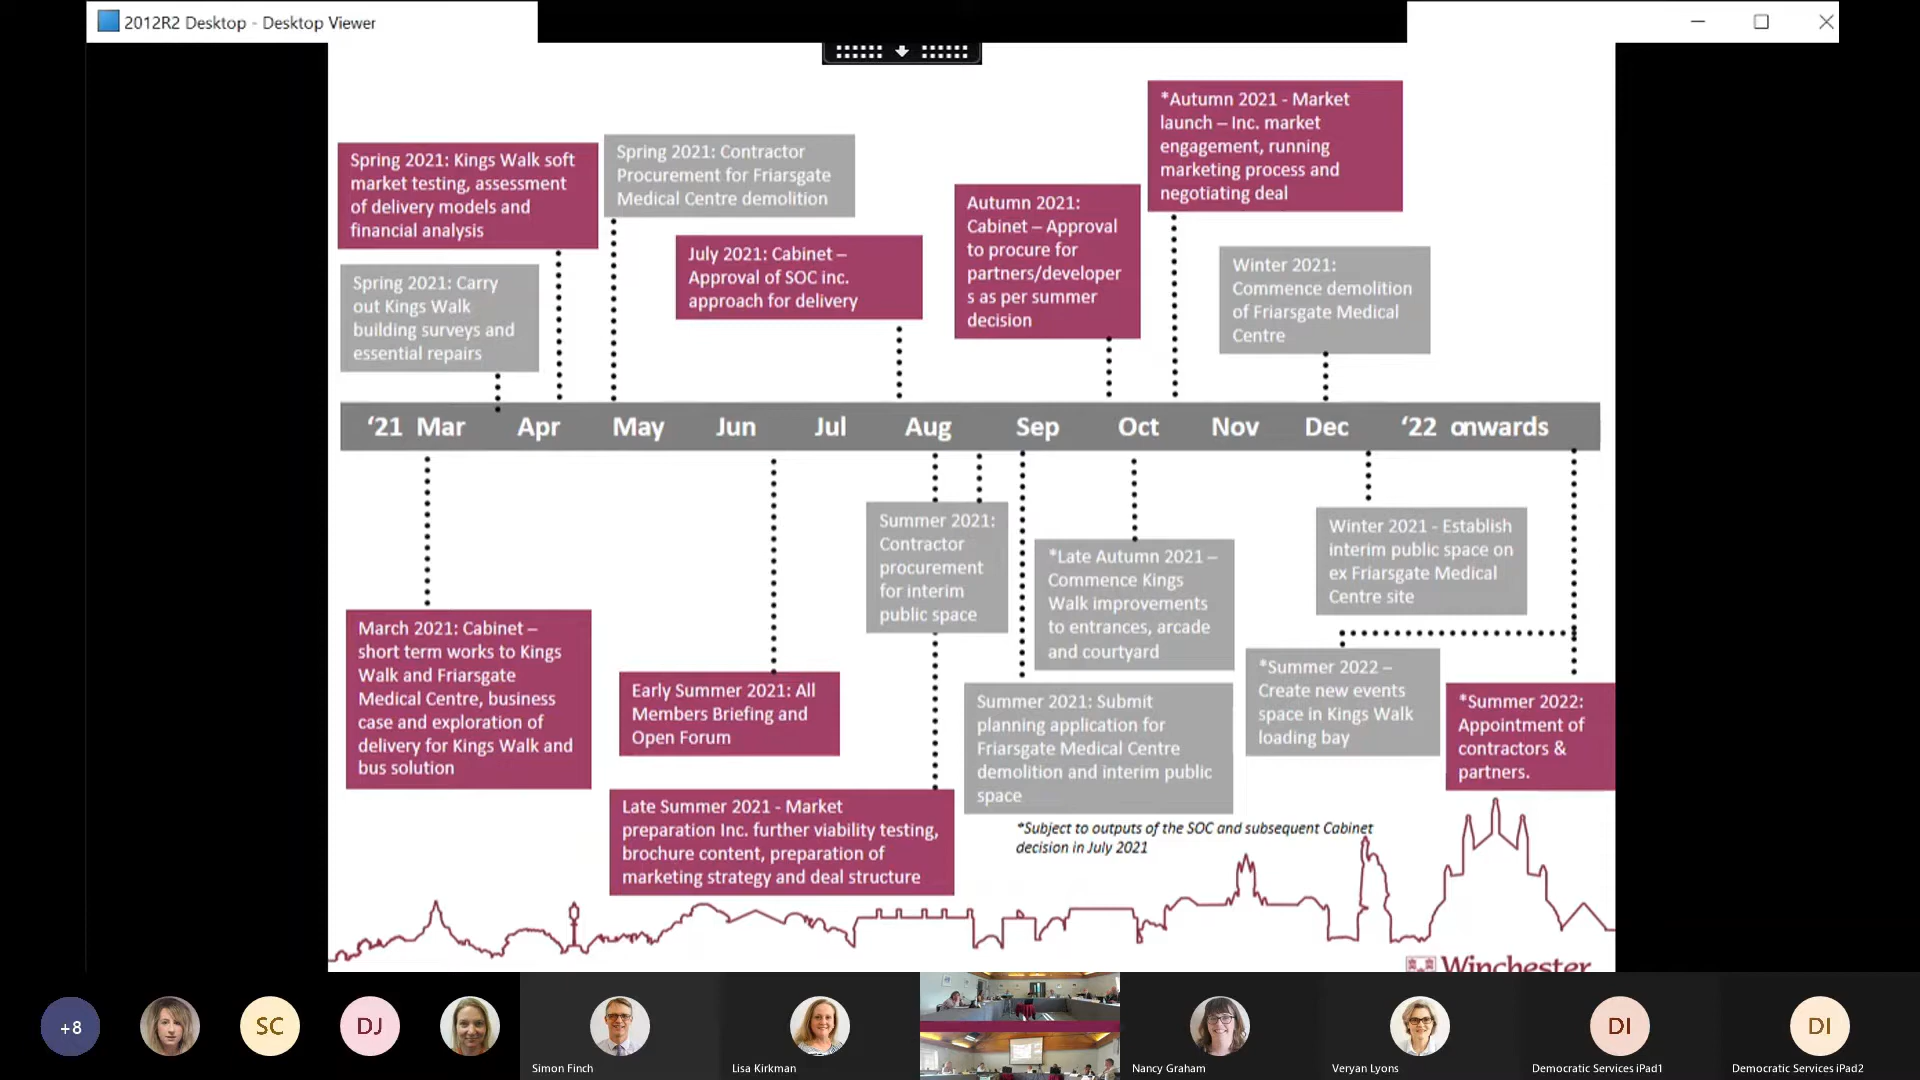 2012R2 Desktop - Desktop Viewer
*Autumn 2021 - Market
launch – Inc. market
engagement, running
marketing process and
negotiating deal
Spring 2021: Kings Walk soft
market testing, assessment
of delivery models and
financial analysis
Spring 2021: Contractor
Procurement for Friarsgate
Medical Centre demolition
Autumn 2021:
Cabinet – Approval
to procure for
partners/developer
s as per summer
decision
July 2021: Cabinet –
Approval of SOC inc.
approach for delivery
Winter 2021:
Commence demolition
of Friarsgate Medical
Centre
Spring 2021: Carry
out Kings Walk
building surveys and
essential repairs
‘21 Mar Apr May Jun Jul Aug Sep Oct Nov Dec ‘22 onwards
Summer 2021:
Contractor
procurement
for interim
public space
Winter 2021 - Establish
interim public space on
ex Friarsgate Medical
Centre site
*Late Autumn 2021 –
Commence Kings
Walk improvements
to entrances, arcade
and courtyard
March 2021: Cabinet –
short term works to Kings
Walk and Friarsgate
Medical Centre, business
case and exploration of
delivery for Kings Walk and
bus solution
Early Summer 2021: All
Members Briefing and
Open Forum
Summer 2021: Submit
planning application for
Friarsgate Medical Centre
demolition and interim public
space
*Summer 2022 –
Create new events
space in Kings Walk
loading bay
*Summer 2022:
Appointment of
contractors &
partners.
Late Summer 2021 - Market
preparation Inc. further viability testing,
brochure content, preparation of
marketing strategy and deal structure
*Subject to outputs of the SOC and subsequent Cabinet
decision in July 2021
Winchester
+8
SC
DJ
DI
DI
Simon Finch
Lisa Kirkman
Nancy Graham
Veryan Lyons
Democratic Services iPad1
Democratic Services iPad2